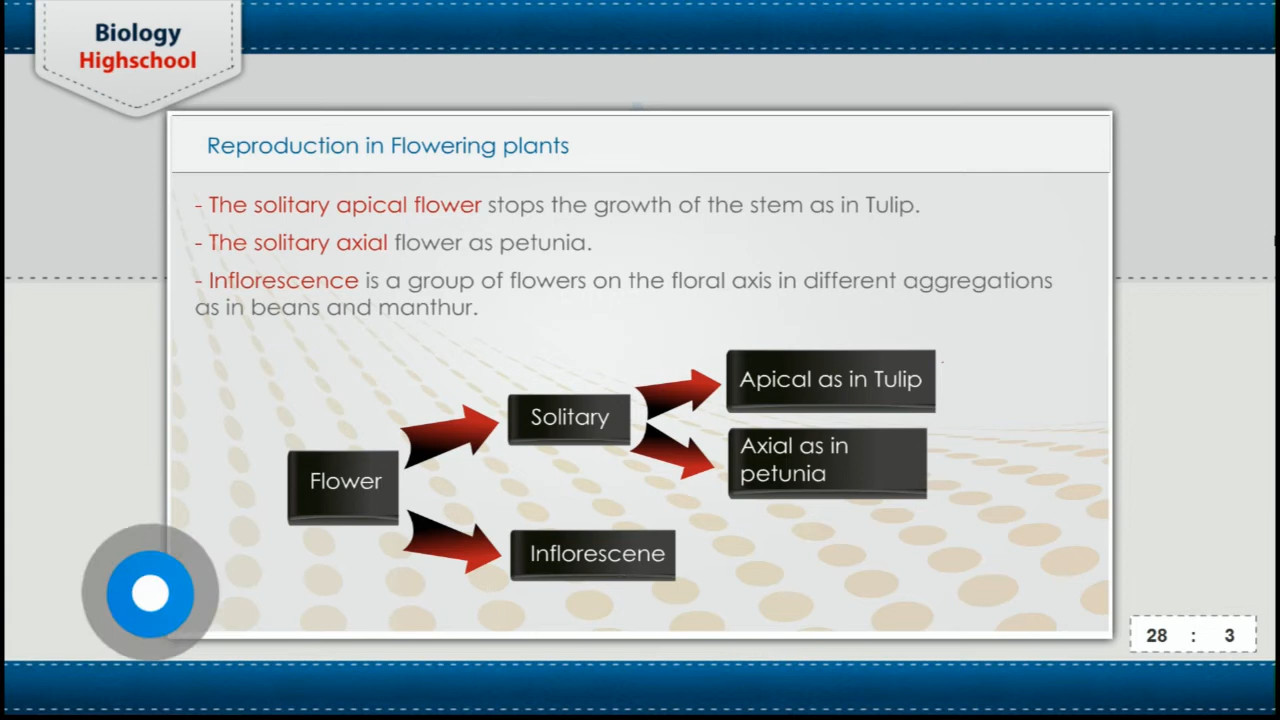 Biology
Highschool
Reproduction in Flowering plants
- The solitary apical flower stops the growth of the stem as in Tulip.
- The solitary axial flower as petunia.
- Inflorescence is a group of flowers on the floral axis in different aggregations
as in beans and manthur.
Apical as in Tulip
Solitary
Axial as in
petunia
Flower
Inflorescene
28 : 3